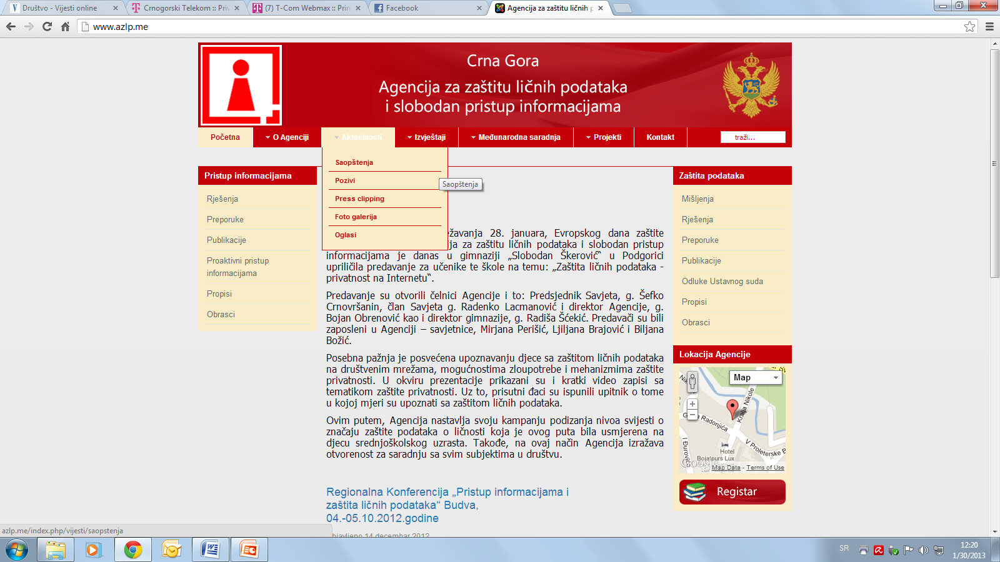 Društvo - Vijesti online
Crnogorski Telekom :: Priv
(7) T-Com Webmax :: Prim
Facebook
Agencija za zaštitu ličnih p
www.azlp.me
Crna Gora
Agencija za zaštitu ličnih podataka
i slobodan pristup informacijama
Početna
O Agenciji
Aktuelnosti
Izvještaji
Međunarodna saradnja
Projekti
Kontakt
traži...
Saopštenja
Pozivi
Press clipping
Foto galerija
Oglasi
Saopštenja
Pristup informacijama
Rješenja
Preporuke
Publikacije
Proaktivni pristup
informacijama
Propisi
Obrasci
28. januara, Evropskog dana zaštite
za zaštitu ličnih podataka i slobodan pristup
informacijama je danas u gimnaziji „Slobodan Škerović“ u Podgorici
upriličila predavanje za učenike te škole na temu: „Zaštita ličnih podataka -
privatnost na Internetu“.
Predavanje su otvorili čelnici Agencije i to: Predsjednik Savjeta, g. Šefko
Crnovršanin, član Savjeta g. Radenko Lacmanović i direktor Agencije, g.
Bojan Obrenović kao i direktor gimnazije, g. Radiša Šćekić. Predavači su bili
zaposleni u Agenciji – savjetnice, Mirjana Perišić, Ljiljana Brajović i Biljana
Božić.
Posebna pažnja je posvećena upoznavanju djece sa zaštitom ličnih podataka
na društvenim mrežama, mogućnostima zloupotrebe i mehanizmima zaštite
privatnosti. U okviru prezentacije prikazani su i kratki video zapisi sa
tematikom zaštite privatnosti. Uz to, prisutni đaci su ispunili upitnik o tome
u kojoj mjeri su upoznati sa zaštitom ličnih podataka.
Ovim putem, Agencija nastavlja svoju kampanju podizanja nivoa svijesti o
značaju zaštite podataka o ličnosti koja je ovog puta bila usmjerena na
djecu srednjoškolskog uzrasta. Takođe, na ovaj način Agencija izražava
otvorenost za saradnju sa svim subjektima u društvu.
Regionalna Konferencija „Pristup informacijama i
zaštita ličnih podataka“ Budva,
04.-05.10.2012.godine
14 decembar 2012
Zaštita podataka
Mišljenja
Rješenja
Preporuke
Publikacije
Odluke Ustavnog suda
Propisi
Obrasci
Lokacija Agencije
Map
Kralja Nikole
Radonjića
V Proleterske B
I Đurović
Hotel
Bojatours Lux
Google
Map Data - Terms of Use
Registar
azlp.me/index.php/vijesti/saopstenja
SR
12:20
1/30/2013